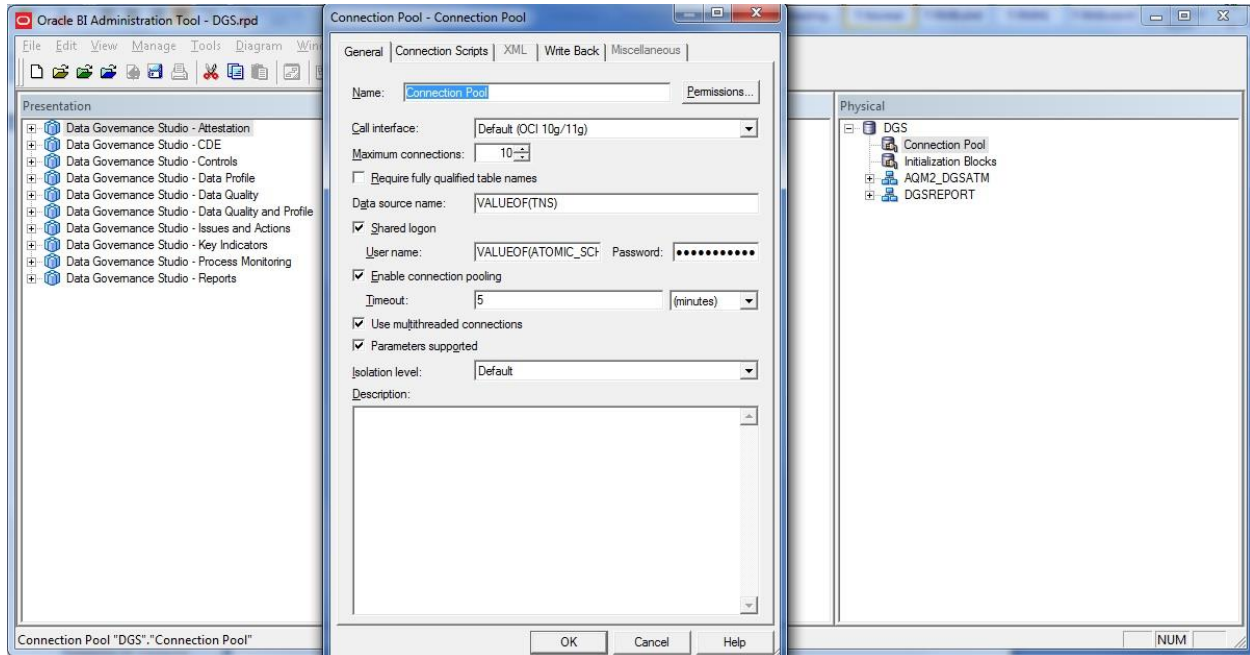 Oracle BI Administration Tool - DGS.rpd
File Edit View Manage Tools Diagram
Presentation
Data Governance Studio - Attestation
Data Governance Studio - CDE
Data Governance Studio - Controls
Data Governance Studio - Data Profile
Data Governance Studio - Data Quality
Data Governance Studio - Data Quality and Profile
Data Governance Studio - Issues and Actions
Data Governance Studio - Key Indicators
Data Governance Studio - Process Monitoring
Data Governance Studio - Reports
Connection Pool "DGS"."Connection Pool"
Connection Pool - Connection Pool
General Connection Scripts XML Write Back Miscellaneous
Name: Connection Pool Permissions...
Call interface: Default (OCI 10g/11g)
Maximum connections: 10
Require fully qualified table names
Data source name: VALUEOF(TNS)
Shared logon
User name: VALUEOF(ATOMIC_SCH Password:
Enable connection pooling
Timeout: 5 (minutes)
Use multithreaded connections
Parameters supported
Isolation level: Default
Description:
OK Cancel Help
Physical
DGS
Connection Pool
Initialization Blocks
AQM2_DGSATM
DGSREPORT
NUM